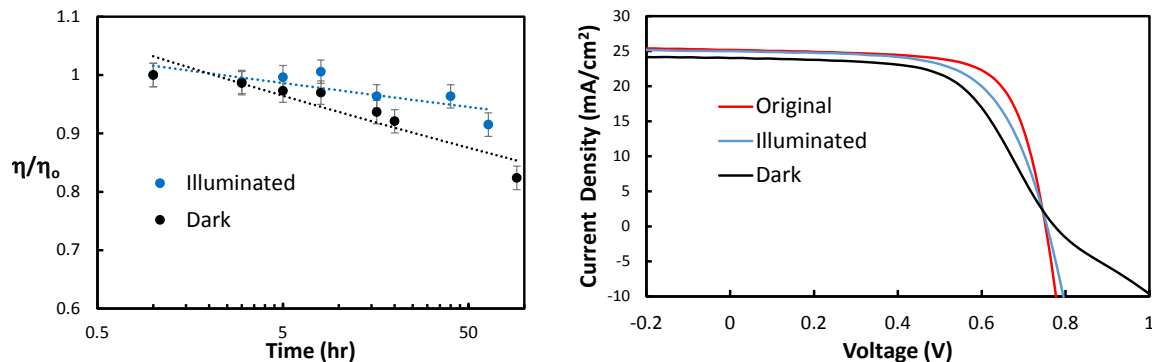 1.1
1
0.9
0.8
0.7
0.6
η/ηo
Illuminated
Dark
0.5
5
50
Time (hr)
30
25
20
15
10
5
0
-5
-10
Current Density (mA/cm²)
Original
Illuminated
Dark
-0.2
0
0.2
0.4
0.6
0.8
1
Voltage (V)